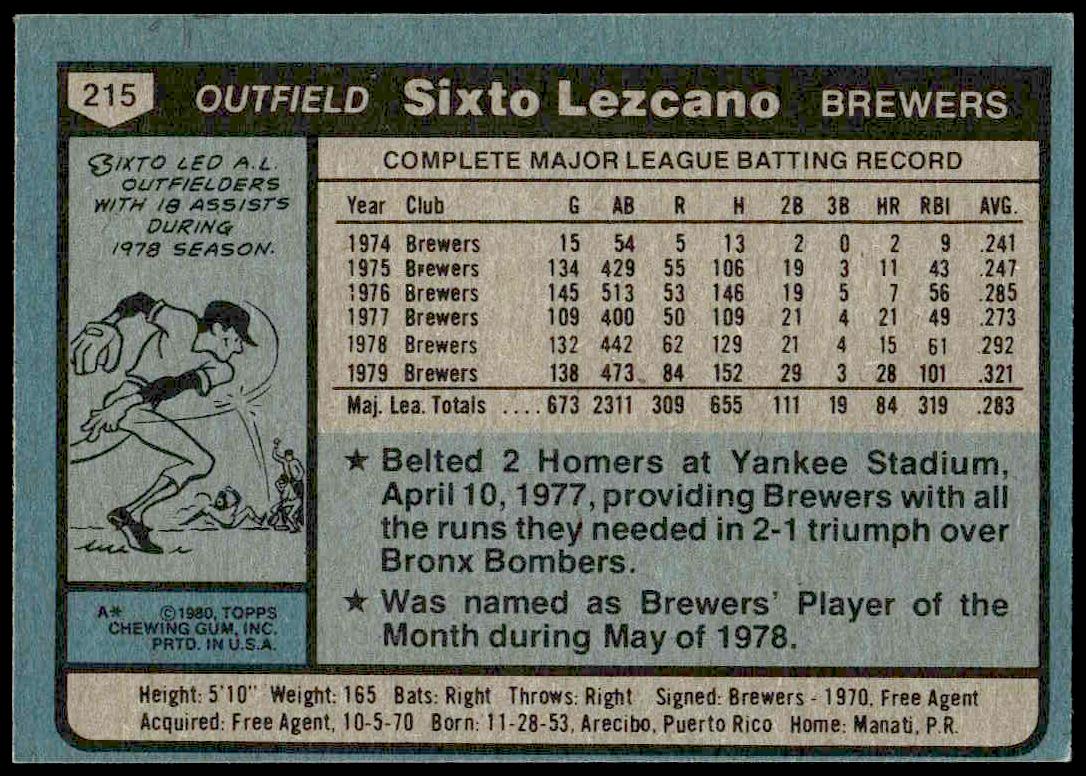 215 OUTFIELD Sixto Lezcano BREWERS
SIXTO LED A.L.
OUTFIELDERS
WITH 18 ASSISTS
DURING
1978 SEASON.
COMPLETE MAJOR LEAGUE BATTING RECORD
Year Club G AB R H 2B 3B HR RBI AVG.
1974 Brewers 15 54 5 13 2 0 2 9 .241
1975 Brewers 134 429 55 106 19 3 11 43 .247
1976 Brewers 145 513 53 146 19 5 7 56 .285
1977 Brewers 109 400 50 109 21 4 21 49 .273
1978 Brewers 132 442 62 129 21 4 15 61 .292
1979 Brewers 138 473 84 152 29 3 28 101 .321
Maj. Lea. Totals ....673 2311 309 655 111 19 84 319 .283
★ Belted 2 Homers at Yankee Stadium,
April 10, 1977, providing Brewers with all
the runs they needed in 2-1 triumph over
Bronx Bombers.
★ Was named as Brewers' Player of the
Month during May of 1978.
A* ©1980, TOPPS
CHEWING GUM, INC.
PRTD. IN U.S.A.
Height: 5'10" Weight: 165 Bats: Right Throws: Right Signed: Brewers - 1970, Free Agent
Acquired: Free Agent, 10-5-70 Born: 11-28-53, Arecibo, Puerto Rico Home: Manati, P.R.